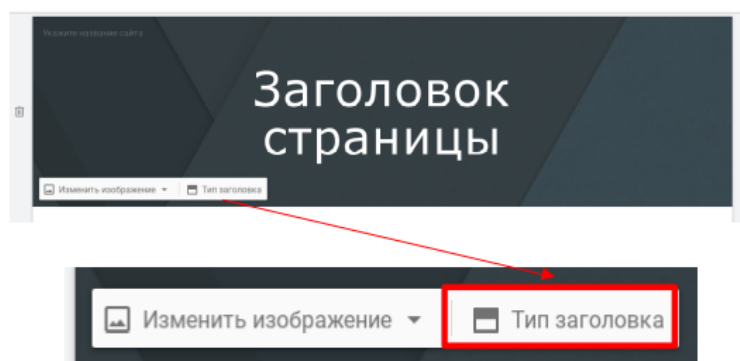 Укажите название сайта
Заголовок
страницы
Изменить изображение Тип заголовка
Изменить изображение Тип заголовка